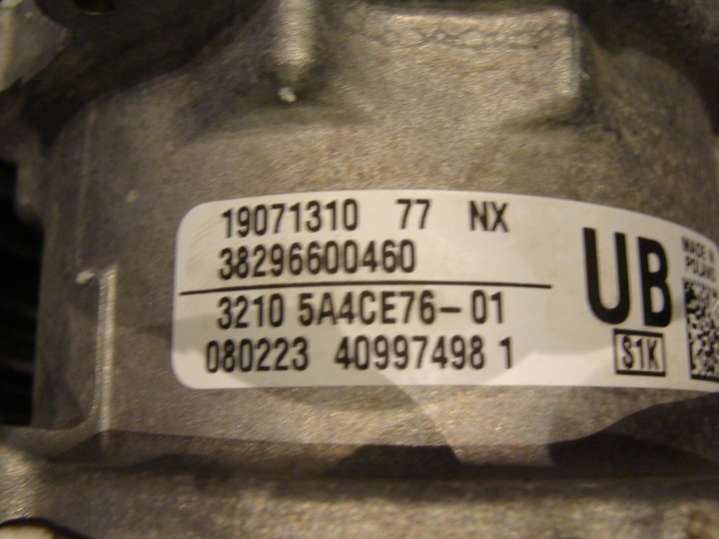 19071310 77 NX
38296600460
3210 5A4CE76-01
080223 40997498 1
UB
S1K
MADE IN
POLAND